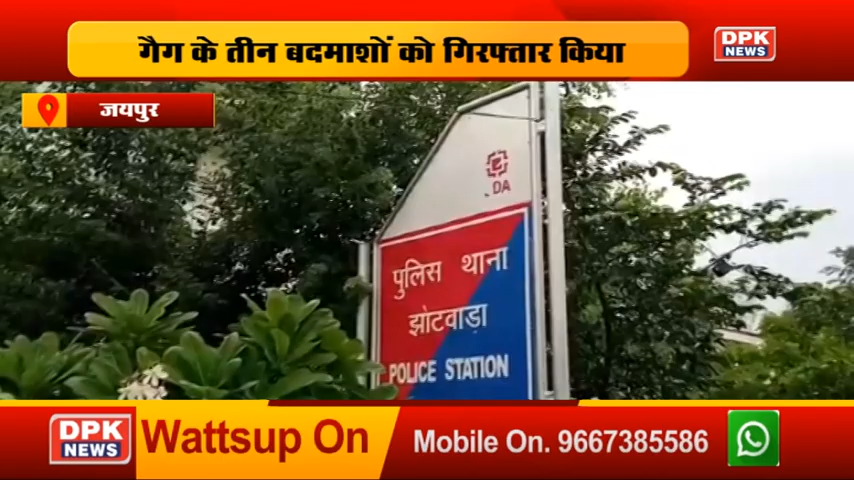 गैग के तीन बदमाशों को गिरफ्तार किया
DPK
NEWS
जयपुर
DA
पुलिस थाना
झोटवाड़ा
POLICE STATION
DPK
NEWS
Wattsup On
Mobile On. 9667385586